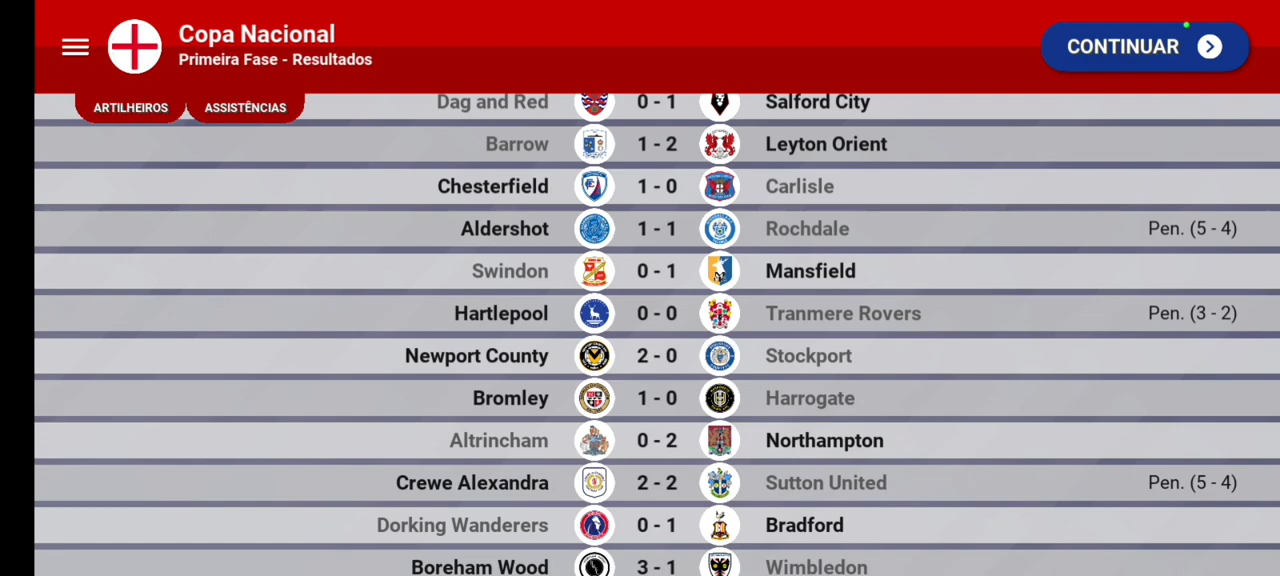 Copa Nacional
Primeira Fase - Resultados
CONTINUAR
ARTILHEIROS ASSISTÊNCIAS
Dag and Red 0 - 1 Salford City
Barrow 1 - 2 Leyton Orient
Chesterfield 1 - 0 Carlisle
Aldershot 1 - 1 Rochdale Pen. (5 - 4)
Swindon 0 - 1 Mansfield
Hartlepool 0 - 0 Tranmere Rovers Pen. (3 - 2)
Newport County 2 - 0 Stockport
Bromley 1 - 0 Harrogate
Altrincham 0 - 2 Northampton
Crewe Alexandra 2 - 2 Sutton United Pen. (5 - 4)
Dorking Wanderers 0 - 1 Bradford
Boreham Wood 3 - 1 Wimbledon